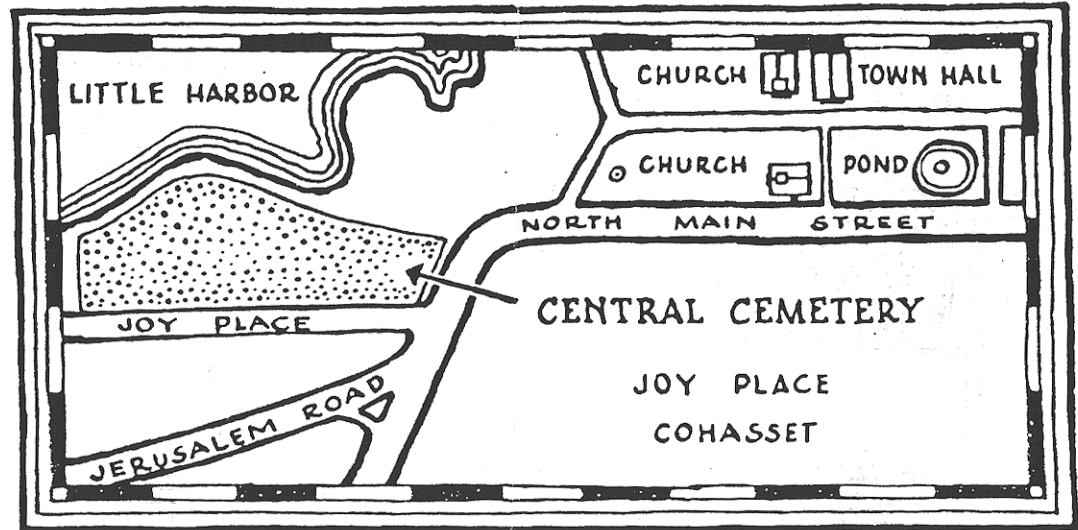 LITTLE HARBOR
CHURCH
TOWN HALL
CHURCH
POND
NORTH MAIN STREET
CENTRAL CEMETERY
JOY PLACE
JOY PLACE
COHASSET
JERUSALEM ROAD